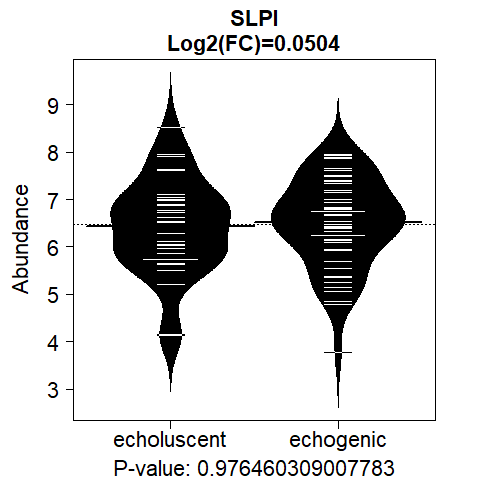 SLPI
Log2(FC)=0.0504
Abundance
9
8
7
6
5
4
3
echoluscent echogenic
P-value: 0.976460309007783